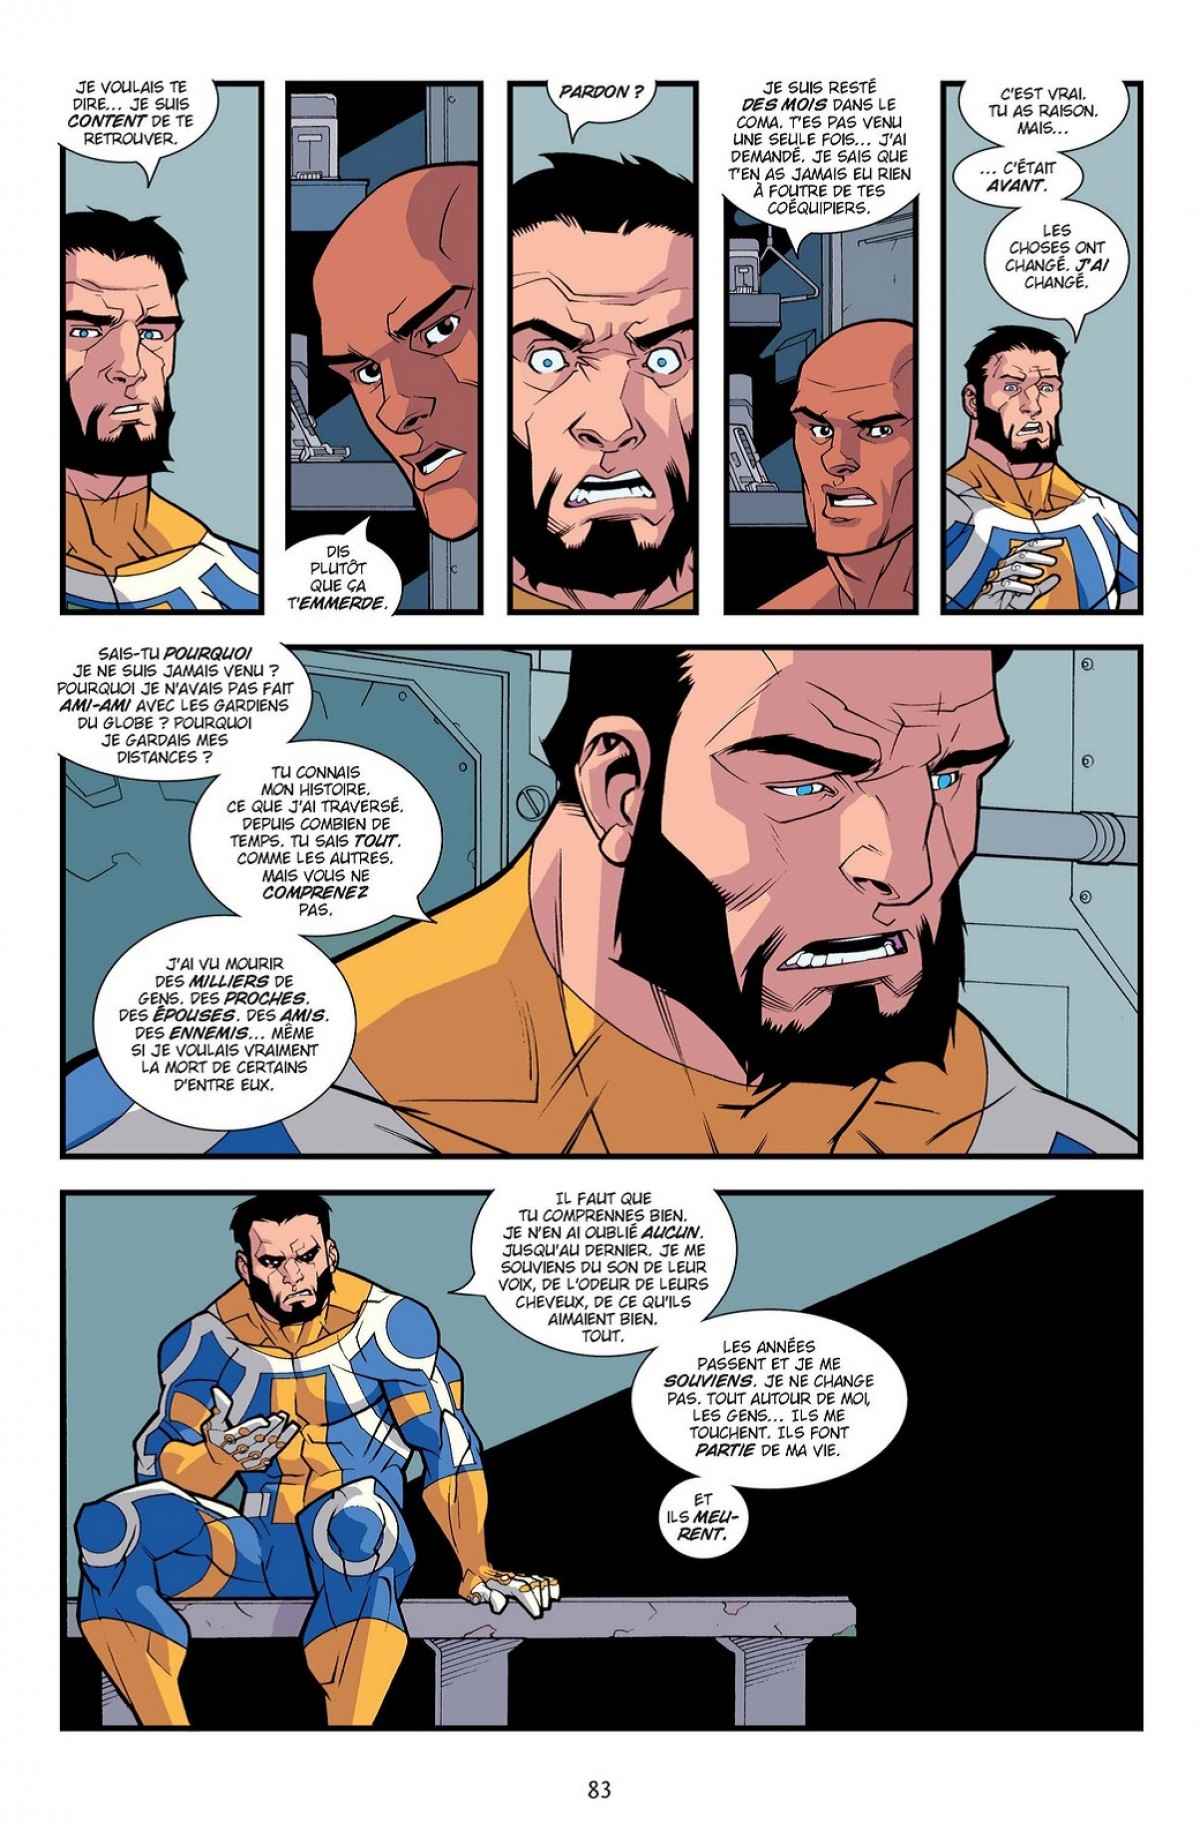 JE VOULAIS TE
DIRE... JE SUIS
CONTENT DE TE
RETROUVER.
DIS
PLUTÔT
QUE ÇA
T'EMMERDE.
PARDON ?
JE SUIS RESTÉ
DES MOIS DANS LE
COMA. T'ES PAS VENU
UNE SEULE FOIS... J'AI
DEMANDÉ. JE SAIS QUE
T'EN AS JAMAIS EU RIEN
À FOUTRE DE TES
COÉQUIPIERS.
C'EST VRAI.
TU AS RAISON.
MAIS...
... C'ÉTAIT
AVANT.
LES
CHOSES ONT
CHANGÉ. J'AI
CHANGÉ.
SAIS-TU POURQUOI
JE NE SUIS JAMAIS VENU ?
POURQUOI JE N'AVAIS PAS FAIT
AMI-AMI AVEC LES GARDIENS
DU GLOBE ? POURQUOI
JE GARDAIS MES
DISTANCES ?
TU CONNAIS
MON HISTOIRE.
CE QUE J'AI TRAVERSÉ.
DEPUIS COMBIEN DE
TEMPS. TU SAIS TOUT.
COMME LES AUTRES.
MAIS VOUS NE
COMPRENEZ
PAS.
J'AI VU MOURIR
DES MILLIERS DE
GENS. DES PROCHES.
DES ÉPOUSES. DES AMIS.
DES ENNEMIS... MÊME
SI JE VOULAIS VRAIMENT
LA MORT DE CERTAINS
D'ENTRE EUX.
IL FAUT QUE
TU COMPRENNES BIEN.
JE N'EN AI OUBLIÉ AUCUN.
JUSQU'AU DERNIER. JE ME
SOUVIENS DU SON DE LEUR
VOIX, DE L'ODEUR DE LEURS
CHEVEUX, DE CE QU'ILS
AIMAIENT BIEN.
TOUT.
LES ANNÉES
PASSENT ET JE ME
SOUVIENS. JE NE CHANGE
PAS. TOUT AUTOUR DE MOI,
LES GENS... ILS ME
TOUCHENT. ILS FONT
PARTIE DE MA VIE.
ET
ILS MEU-
RENT.
83